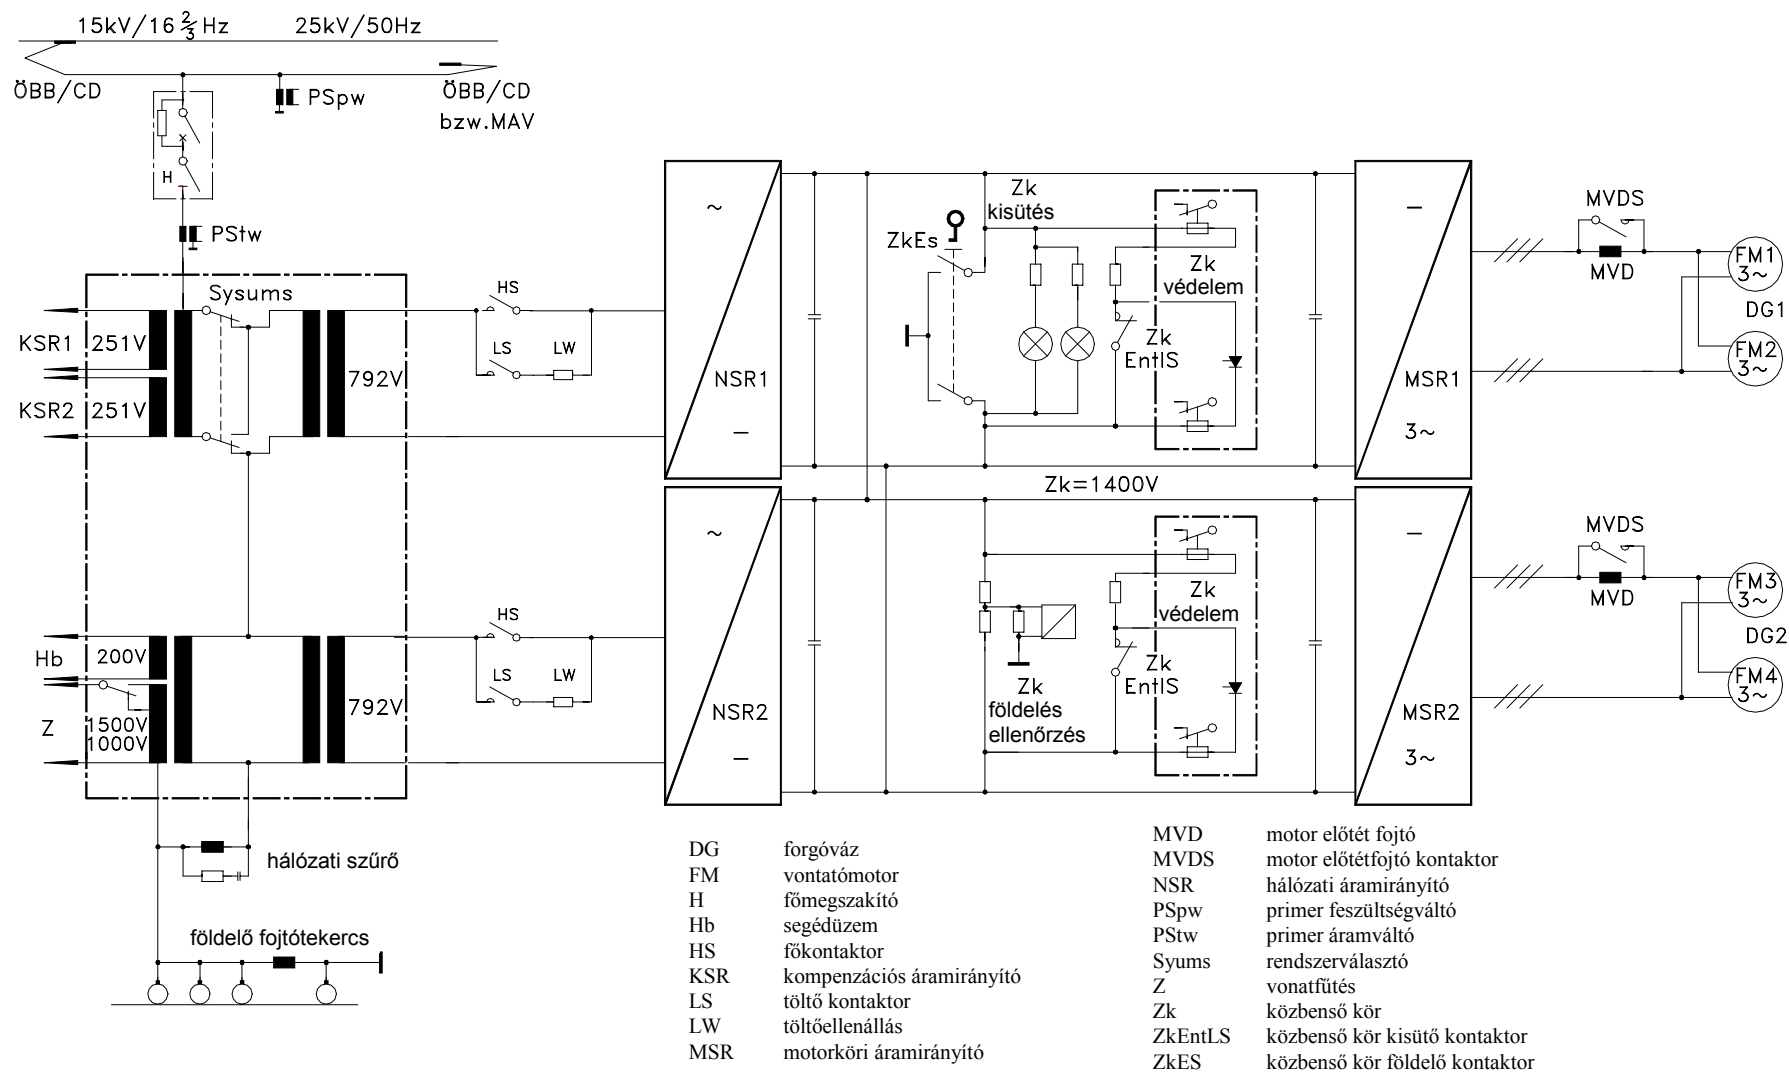 15kV/16 2/3 Hz
25kV/50Hz
ÖBB/CD
PSpw
ÖBB/CD
bzw.MAV
H
PStw
Sysums
KSR1
251V
KSR2
251V
792V
HS
LS
LW
~
NSR1
—
Zk
kisütés
ZkEs
Zk
védelem
Zk
EntlS
—
MSR1
3~
MVDS
MVD
FM1
3~
DG1
FM2
3~
Zk=1400V
Hb
200V
Z
1500V
1000V
792V
HS
LS
LW
~
NSR2
—
Zk
földelés
ellenőrzés
Zk
védelem
Zk
EntlS
—
MSR2
3~
MVDS
MVD
FM3
3~
DG2
FM4
3~
hálózati szűrő
földelő fojtótekercs
DG forgóváz
FM vontatómotor
H főmegszakító
Hb segédüzem
HS főkontaktor
KSR kompenzációs áramirányító
LS töltő kontaktor
LW töltőellenállás
MSR motorköri áramirányító
MVD motor előtét fojtó
MVDS motor előtétfojtó kontaktor
NSR hálózati áramirányító
PSpw primer feszültségváltó
PStw primer áramváltó
Syums rendszerválasztó
Z vonatfűtés
Zk közbenső kör
ZkEntLS közbenső kör kisütő kontaktor
ZkES közbenső kör földelő kontaktor